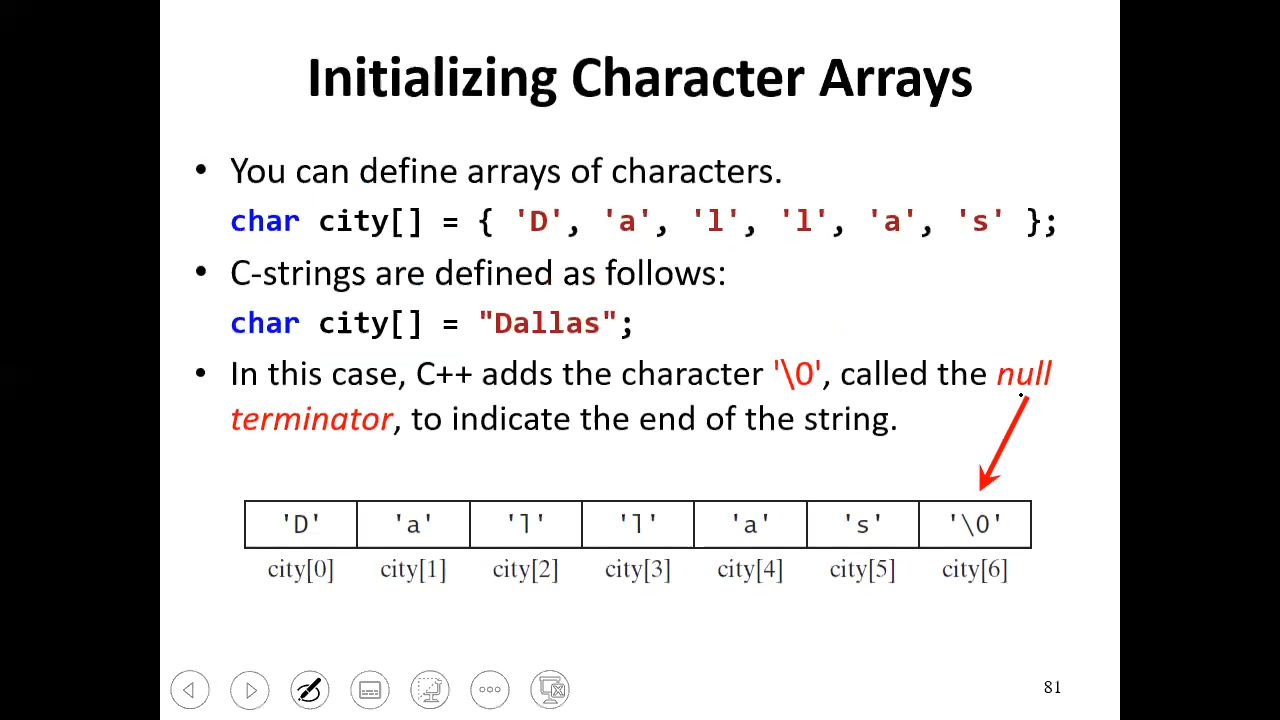 Initializing Character Arrays
• You can define arrays of characters.
char city[] = { 'D', 'a', 'l', 'l', 'a', 's' };
• C-strings are defined as follows:
char city[] = "Dallas";
• In this case, C++ adds the character '\0', called the null
terminator, to indicate the end of the string.
'D' 'a' 'l' 'l' 'a' 's' '\0'
city[0] city[1] city[2] city[3] city[4] city[5] city[6]
81